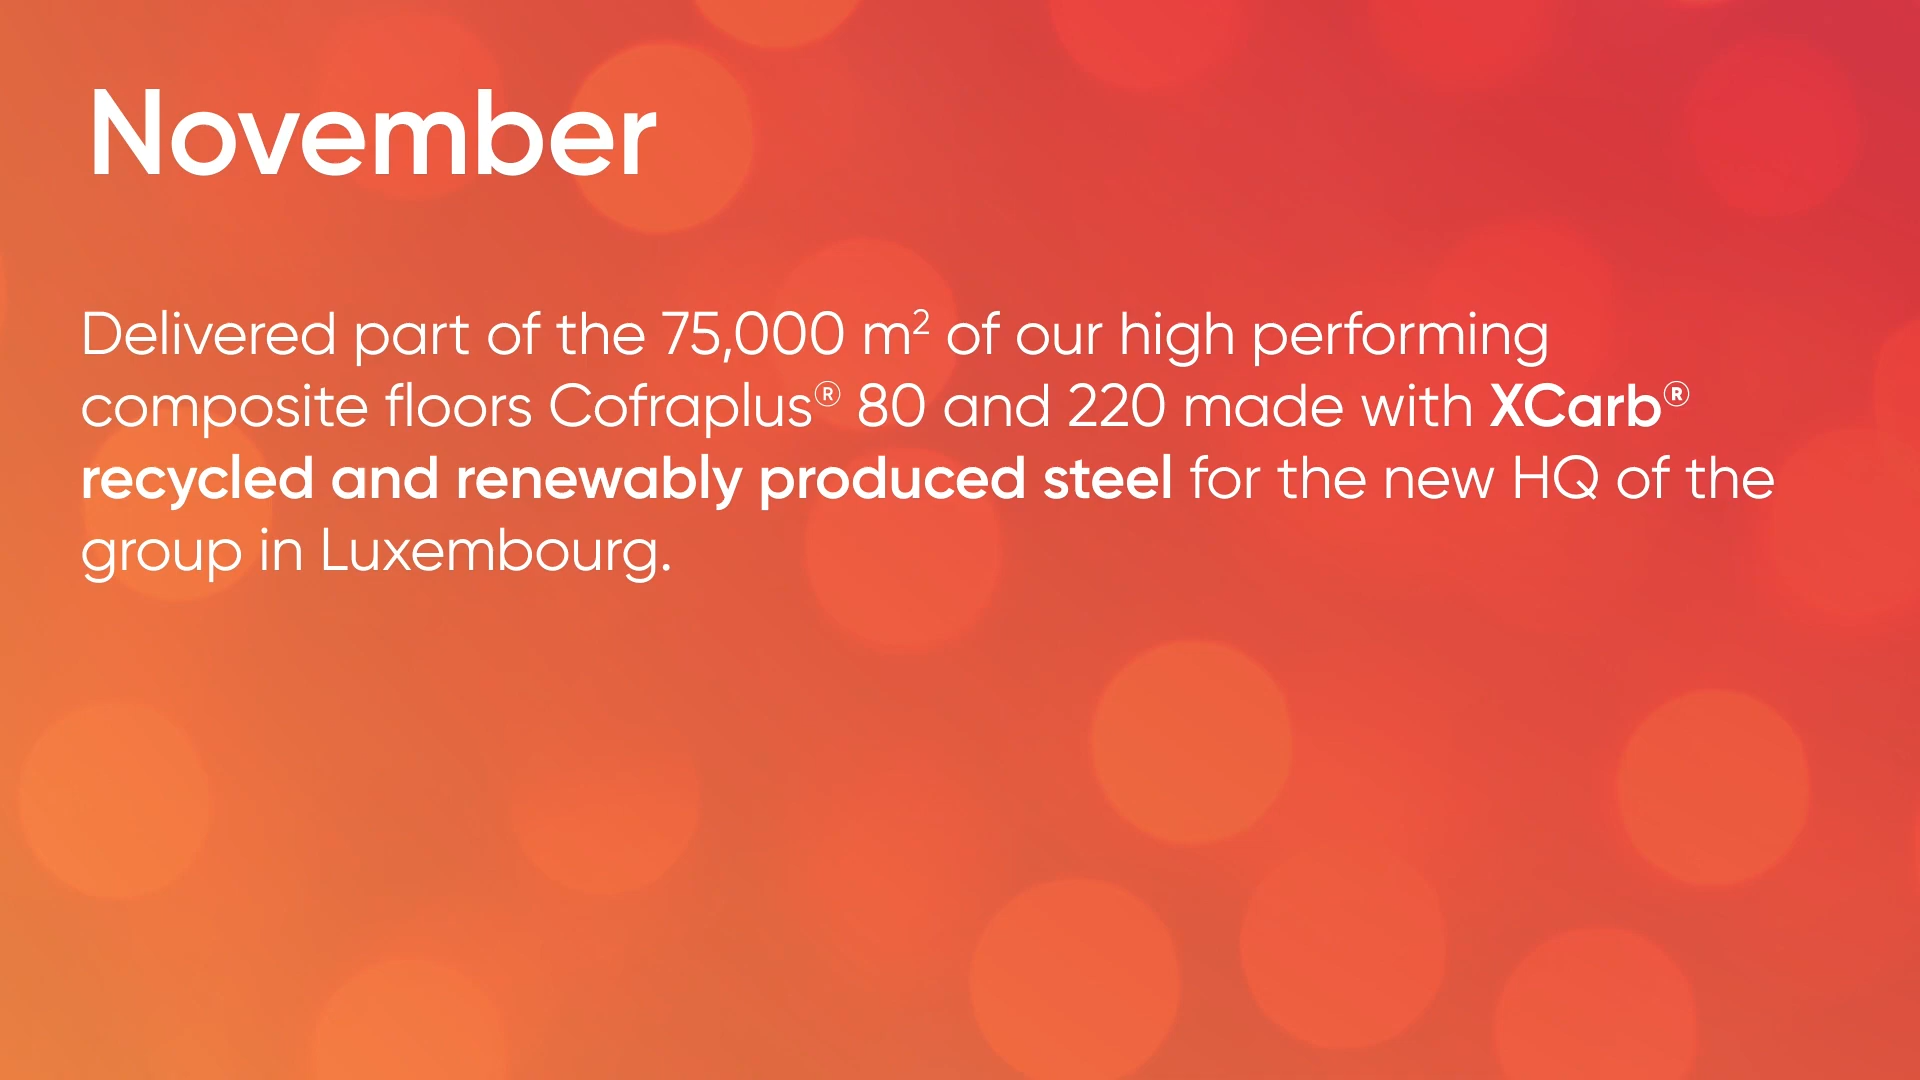 November
Delivered part of the 75,000 m² of our high performing
composite floors Cofraplus® 80 and 220 made with XCarb®
recycled and renewably produced steel for the new HQ of the
group in Luxembourg.